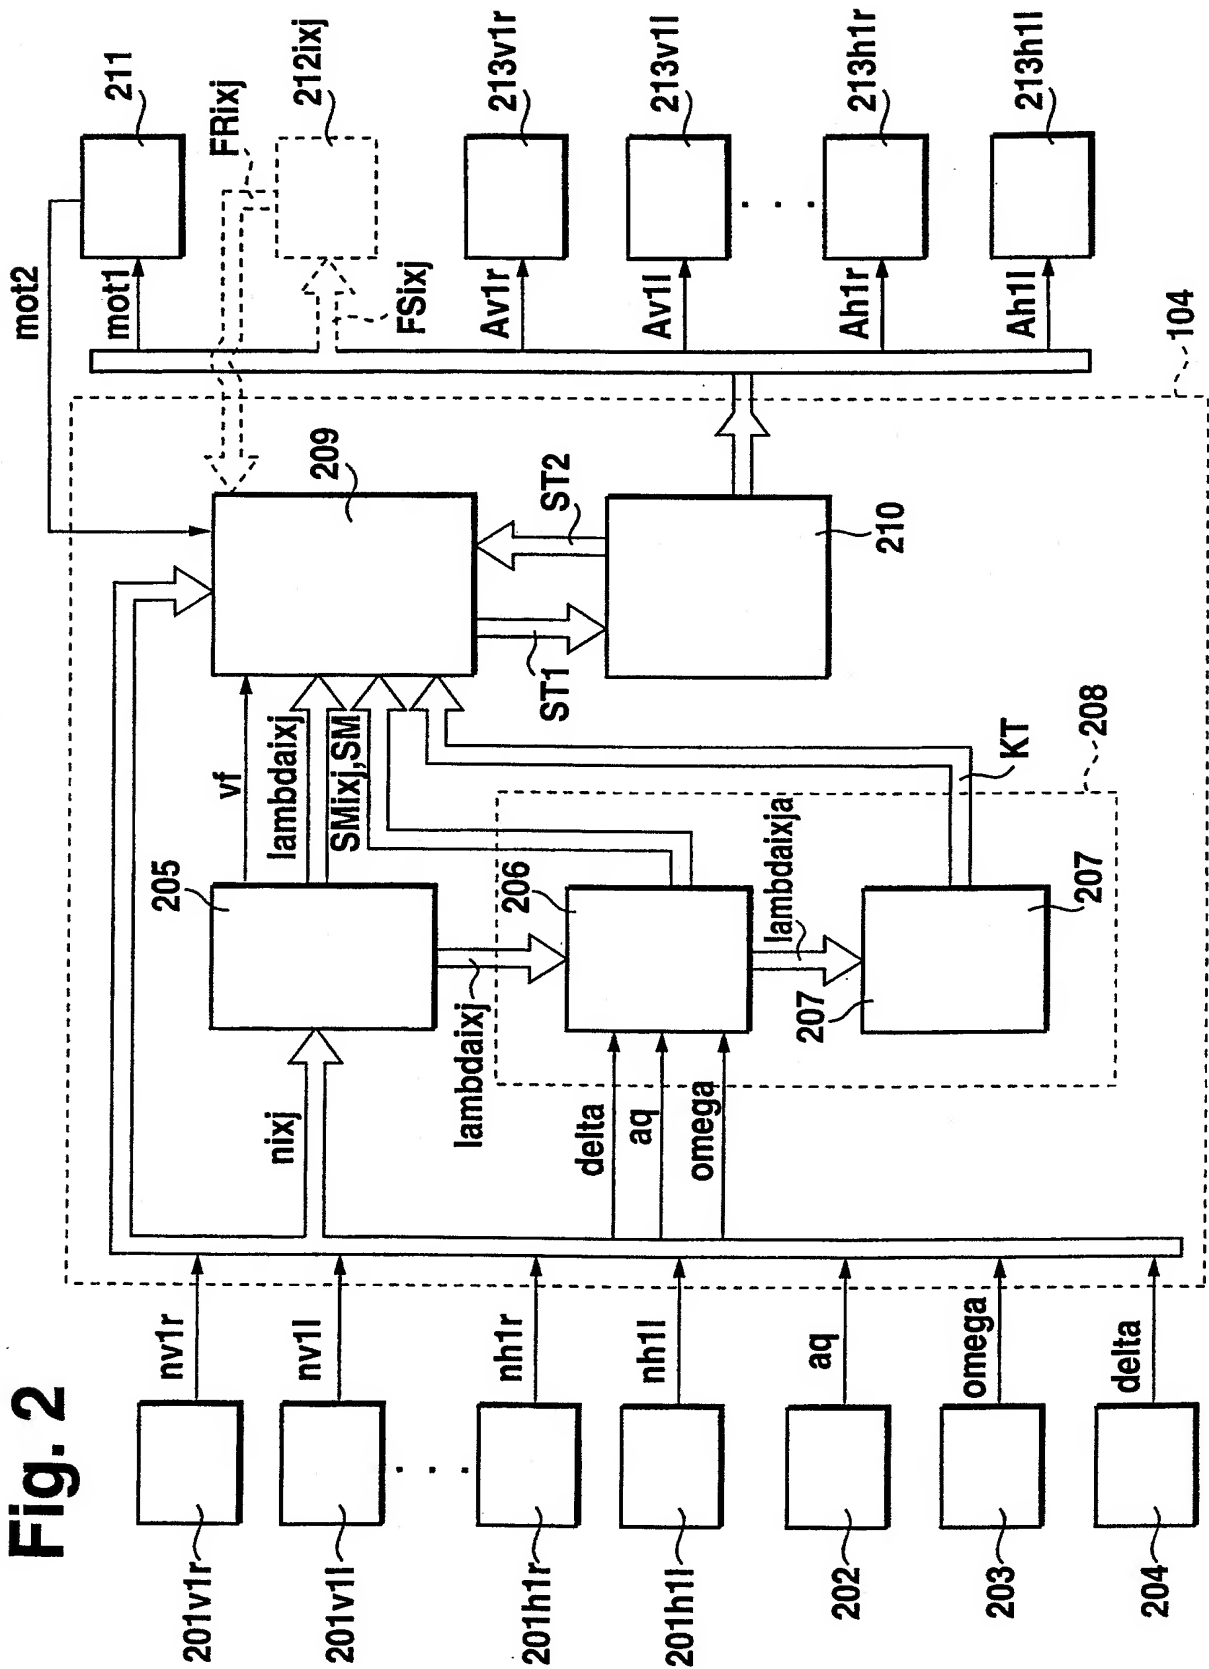 Fig. 2
201v1r
nv1r
201v1l
nv1l
201h1r
nh1r
201h1l
nh1l
202
aq
203
omega
204
delta
nixj
delta
aq
omega
205
lambdaixj
206
lambdaixja
207
207
208
KT
vf
lambdaixj
SMixj,SM
209
ST1
ST2
210
104
mot2
mot1
211
FRixj
212ixj
FSixj
Av1r
213v1r
Av1l
213v1l
Ah1r
213h1r
Ah1l
213h1l